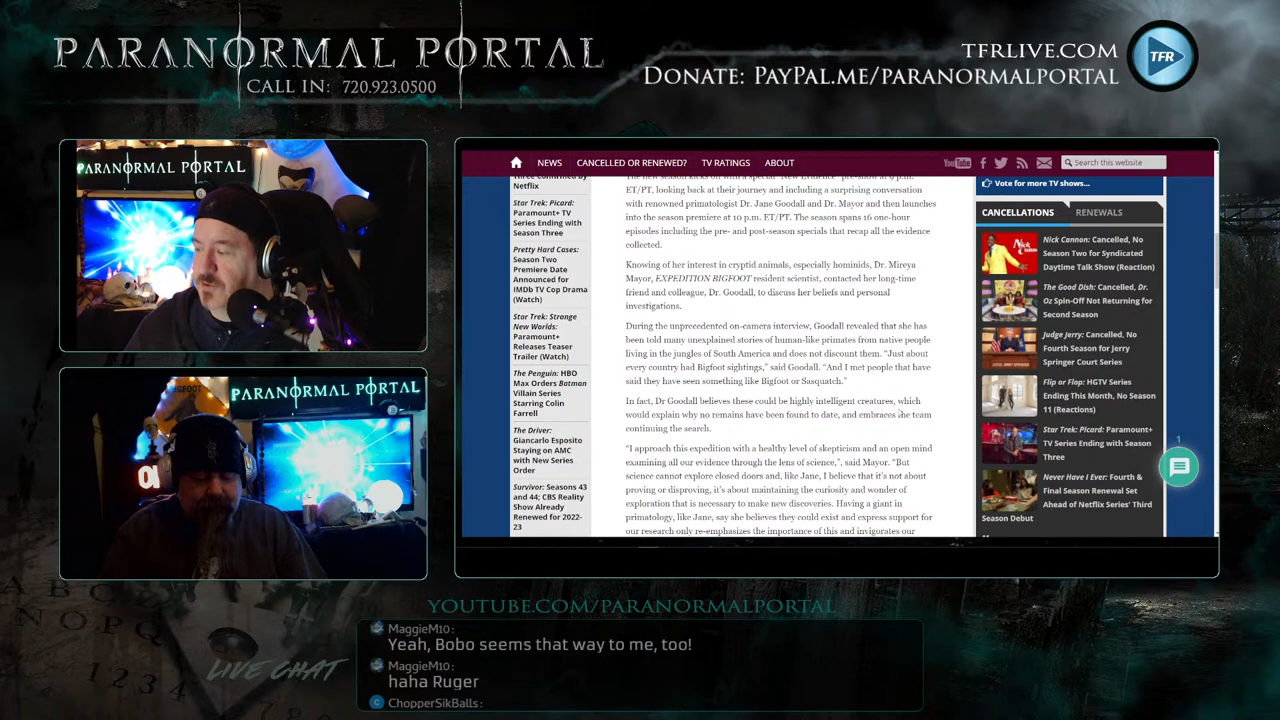 PARANORMAL PORTAL
CALL IN: 720.923.0500
TFRLIVE.COM
DONATE: PAYPAL.ME/PARANORMALPORTAL
TFR
PARANORMAL PORTAL
BIGFOOT
PARANORMAL PORTAL
NEWS CANCELLED OR RENEWED? TV RATINGS ABOUT
YouTube
Search this website
Three Confirmed by
Netflix
Star Trek: Picard:
Paramount+ TV
Series Ending with
Season Three
Pretty Hard Cases:
Season Two
Premiere Date
Announced for
IMDb TV Cop Drama
(Watch)
Star Trek: Strange
New Worlds:
Paramount+
Releases Teaser
Trailer (Watch)
The Penguin: HBO
Max Orders Batman
Villain Series
Starring Colin
Farrell
The Driver:
Giancarlo Esposito
Staying on AMC
with New Series
Order
Survivor: Seasons 43
and 44; CBS Reality
Show Already
Renewed for 2022-
23
The new season kicks off with a special "New Evidence" pre-show at 9 p.m.
ET/PT, looking back at their journey and including a surprising conversation
with renowned primatologist Dr. Jane Goodall and Dr. Mayor and then launches
into the season premiere at 10 p.m. ET/PT. The season spans 16 one-hour
episodes including the pre- and post-season specials that recap all the evidence
collected.
Knowing of her interest in cryptid animals, especially hominids, Dr. Mireya
Mayor, EXPEDITION BIGFOOT resident scientist, contacted her long-time
friend and colleague, Dr. Goodall, to discuss her beliefs and personal
investigations.
During the unprecedented on-camera interview, Goodall revealed that she has
been told many unexplained stories of human-like primates from native people
living in the jungles of South America and does not discount them. "Just about
every country had Bigfoot sightings," said Goodall. "And I met people that have
said they have seen something like Bigfoot or Sasquatch."
In fact, Dr Goodall believes these could be highly intelligent creatures, which
would explain why no remains have been found to date, and embraces the team
continuing the search.
"I approach this expedition with a healthy level of skepticism and an open mind
examining all our evidence through the lens of science,", said Mayor. "But
science cannot explore closed doors and, like Jane, I believe that it's not about
proving or disproving, it's about maintaining the curiosity and wonder of
exploration that is necessary to make new discoveries. Having a giant in
primatology, like Jane, say she believes they could exist and express support for
our research only re-emphasizes the importance of this and invigorates our
Vote for more TV shows...
CANCELLATIONS RENEWALS
Nick Cannon: Cancelled, No
Season Two for Syndicated
Daytime Talk Show (Reaction)
The Good Dish: Cancelled, Dr.
Oz Spin-Off Not Returning for
Second Season
Judge Jerry: Cancelled, No
Fourth Season for Jerry
Springer Court Series
Flip or Flop: HGTV Series
Ending This Month, No Season
11 (Reactions)
Star Trek: Picard: Paramount+
TV Series Ending with Season
Three
Never Have I Ever: Fourth &
Final Season Renewal Set
Ahead of Netflix Series' Third
Season Debut
1
YOUTUBE.COM/PARANORMALPORTAL
LIVE CHAT
MaggieM10:
Yeah, Bobo seems that way to me, too!
MaggieM10:
haha Ruger
ChopperSikBalls: